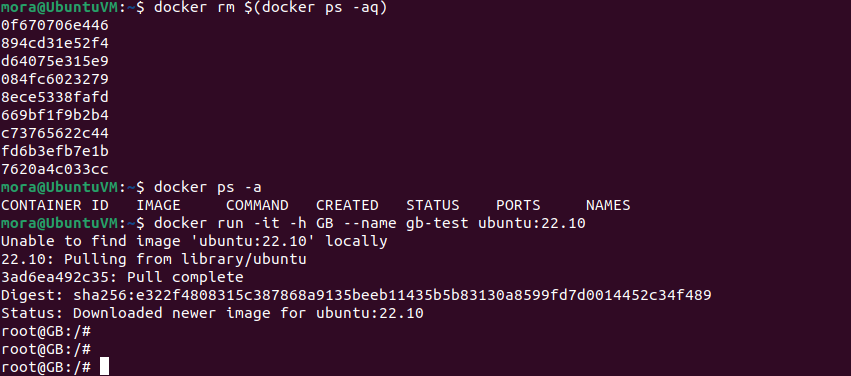 mora@UbuntuVM:~$ docker rm $(docker ps -aq)
0f670706e446
894cd31e52f4
d64075e315e9
084fc6023279
8ece5338fafd
669bf1f9b2b4
c73765622c44
fd6b3efb7e1b
7620a4c033cc
mora@UbuntuVM:~$ docker ps -a
CONTAINER ID   IMAGE     COMMAND   CREATED   STATUS    PORTS     NAMES
mora@UbuntuVM:~$ docker run -it -h GB --name gb-test ubuntu:22.10
Unable to find image 'ubuntu:22.10' locally
22.10: Pulling from library/ubuntu
3ad6ea492c35: Pull complete
Digest: sha256:e322f4808315c387868a9135beeb11435b5b83130a8599fd7d0014452c34f489
Status: Downloaded newer image for ubuntu:22.10
root@GB:/#
root@GB:/#
root@GB:/#